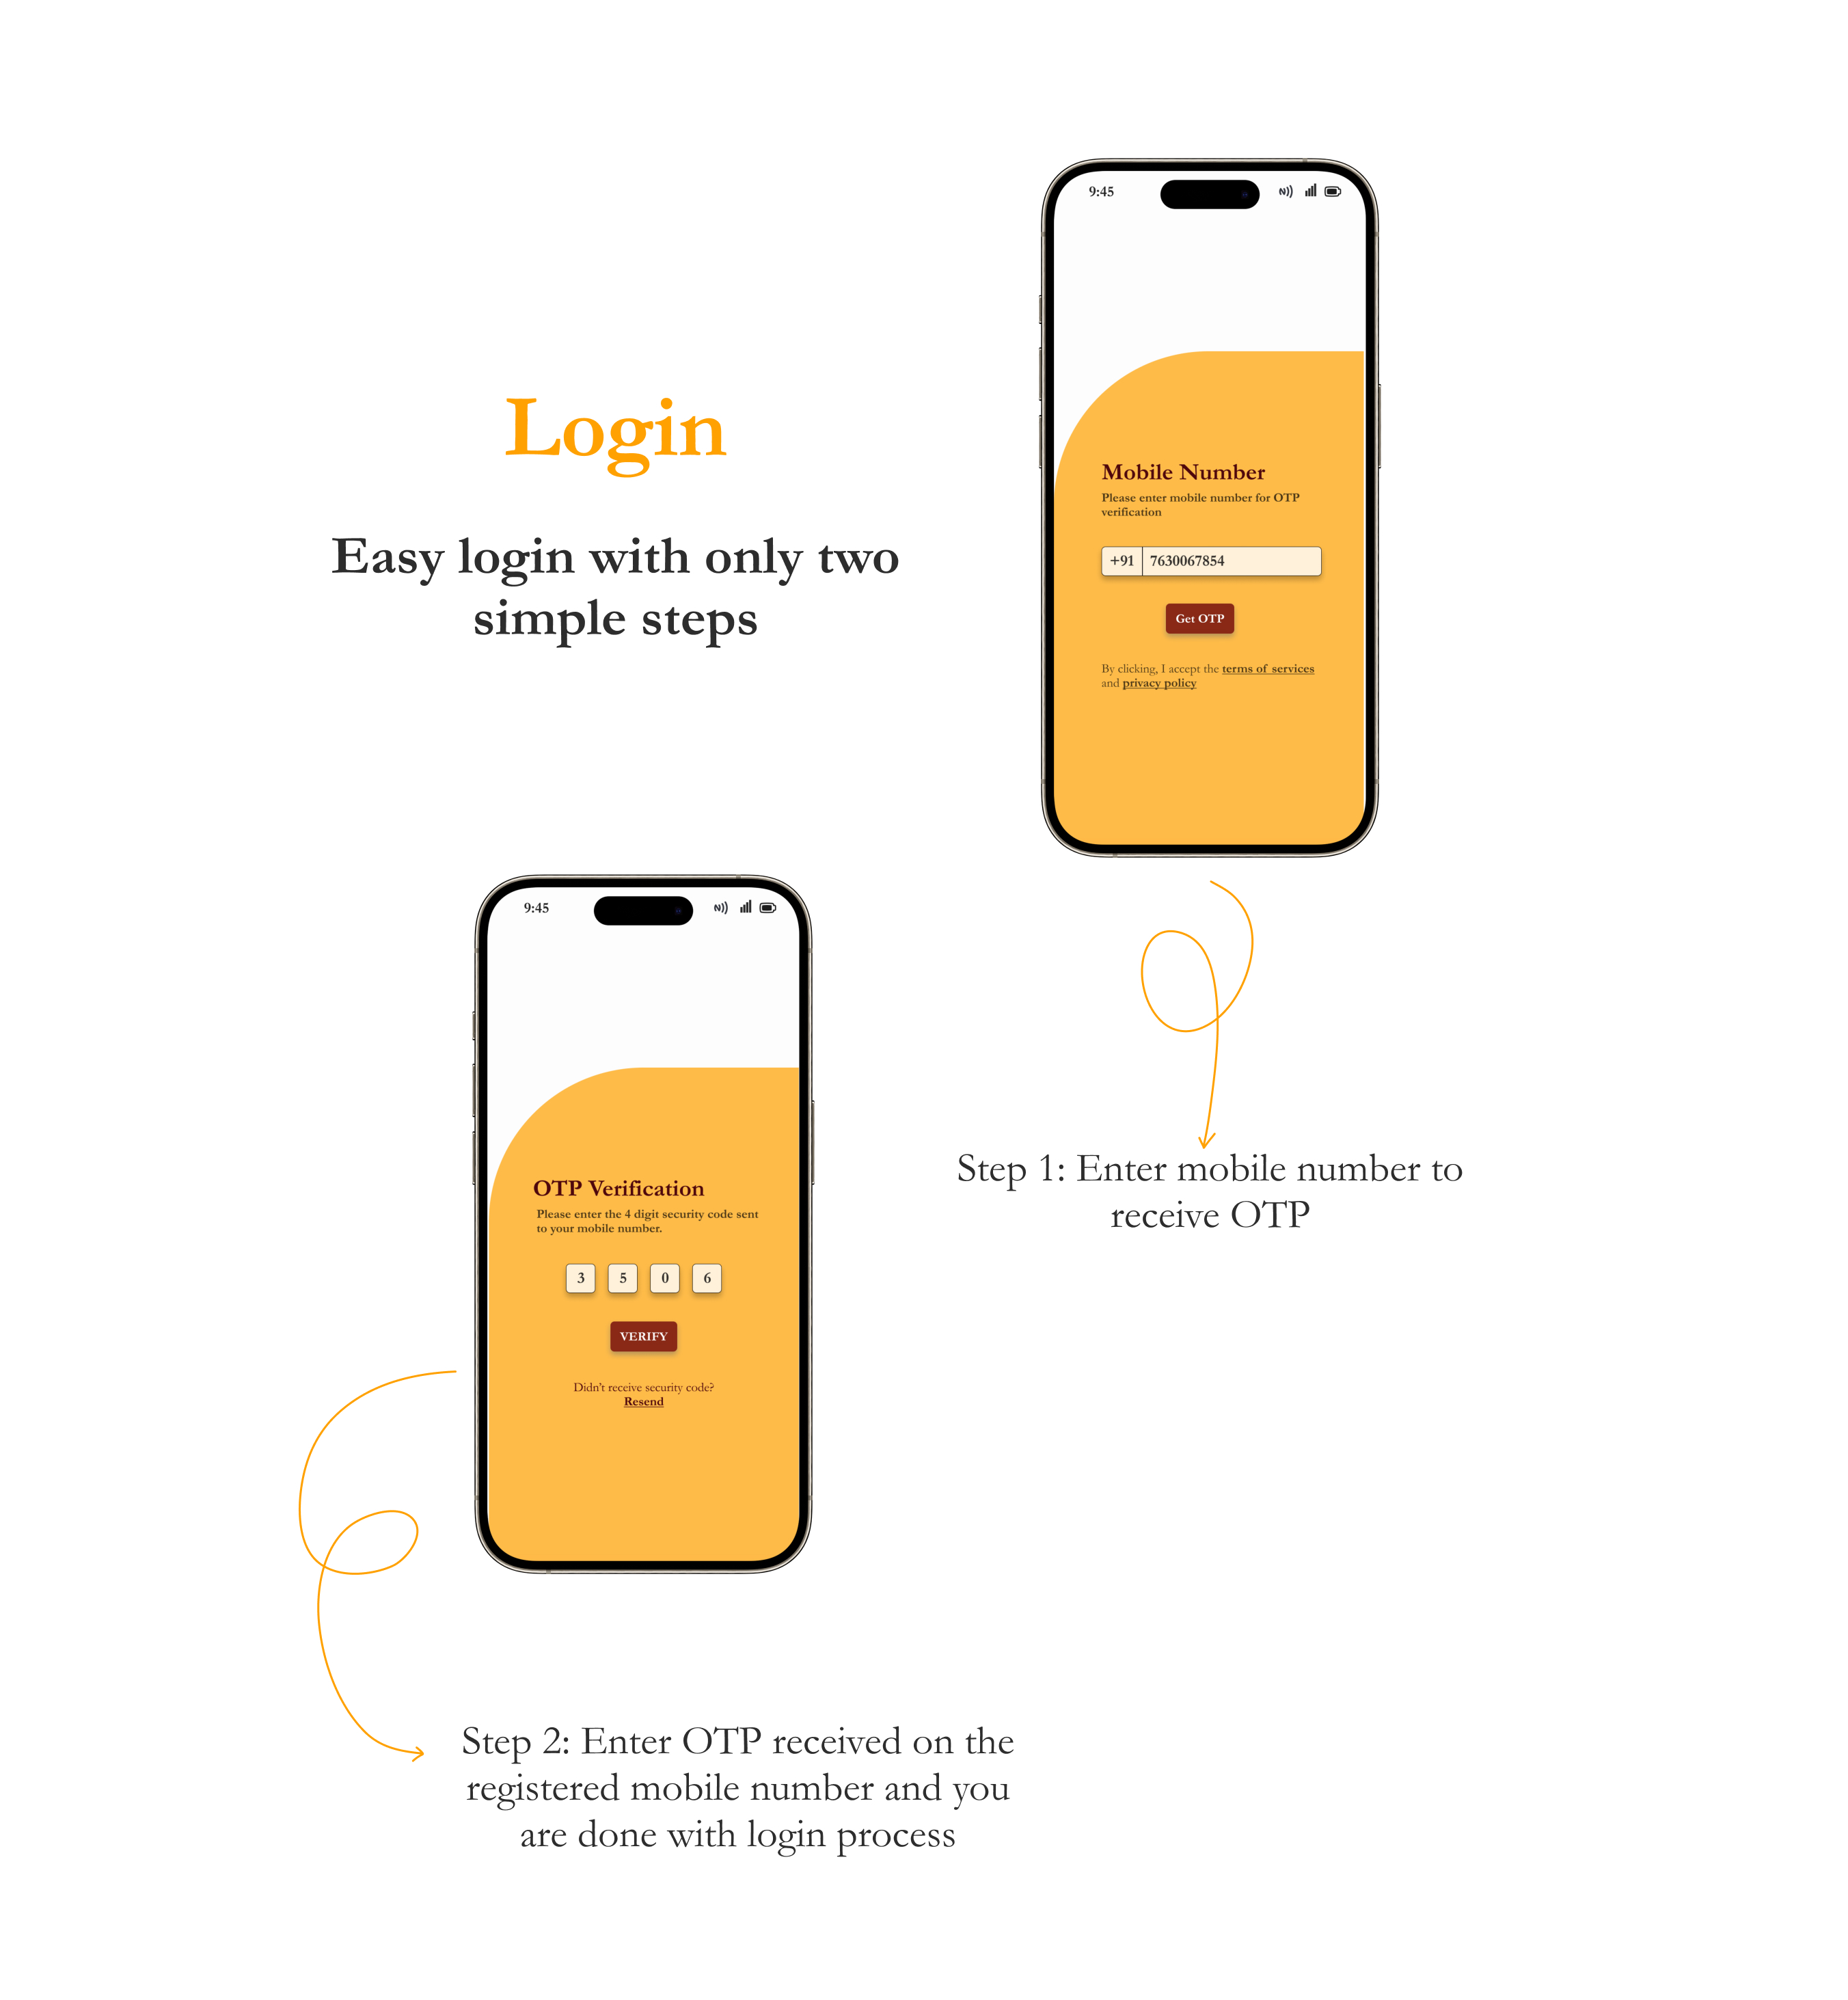 Login
Easy login with only two
simple steps
9:45
Mobile Number
Please enter mobile number for OTP
verification
+91 7630067854
Get OTP
By clicking, I accept the terms of services
and privacy policy
Step 1: Enter mobile number to
receive OTP
9:45
OTP Verification
Please enter the 4 digit security code sent
to your mobile number.
3 5 0 6
VERIFY
Didn't receive security code?
Resend
Step 2: Enter OTP received on the
registered mobile number and you
are done with login process